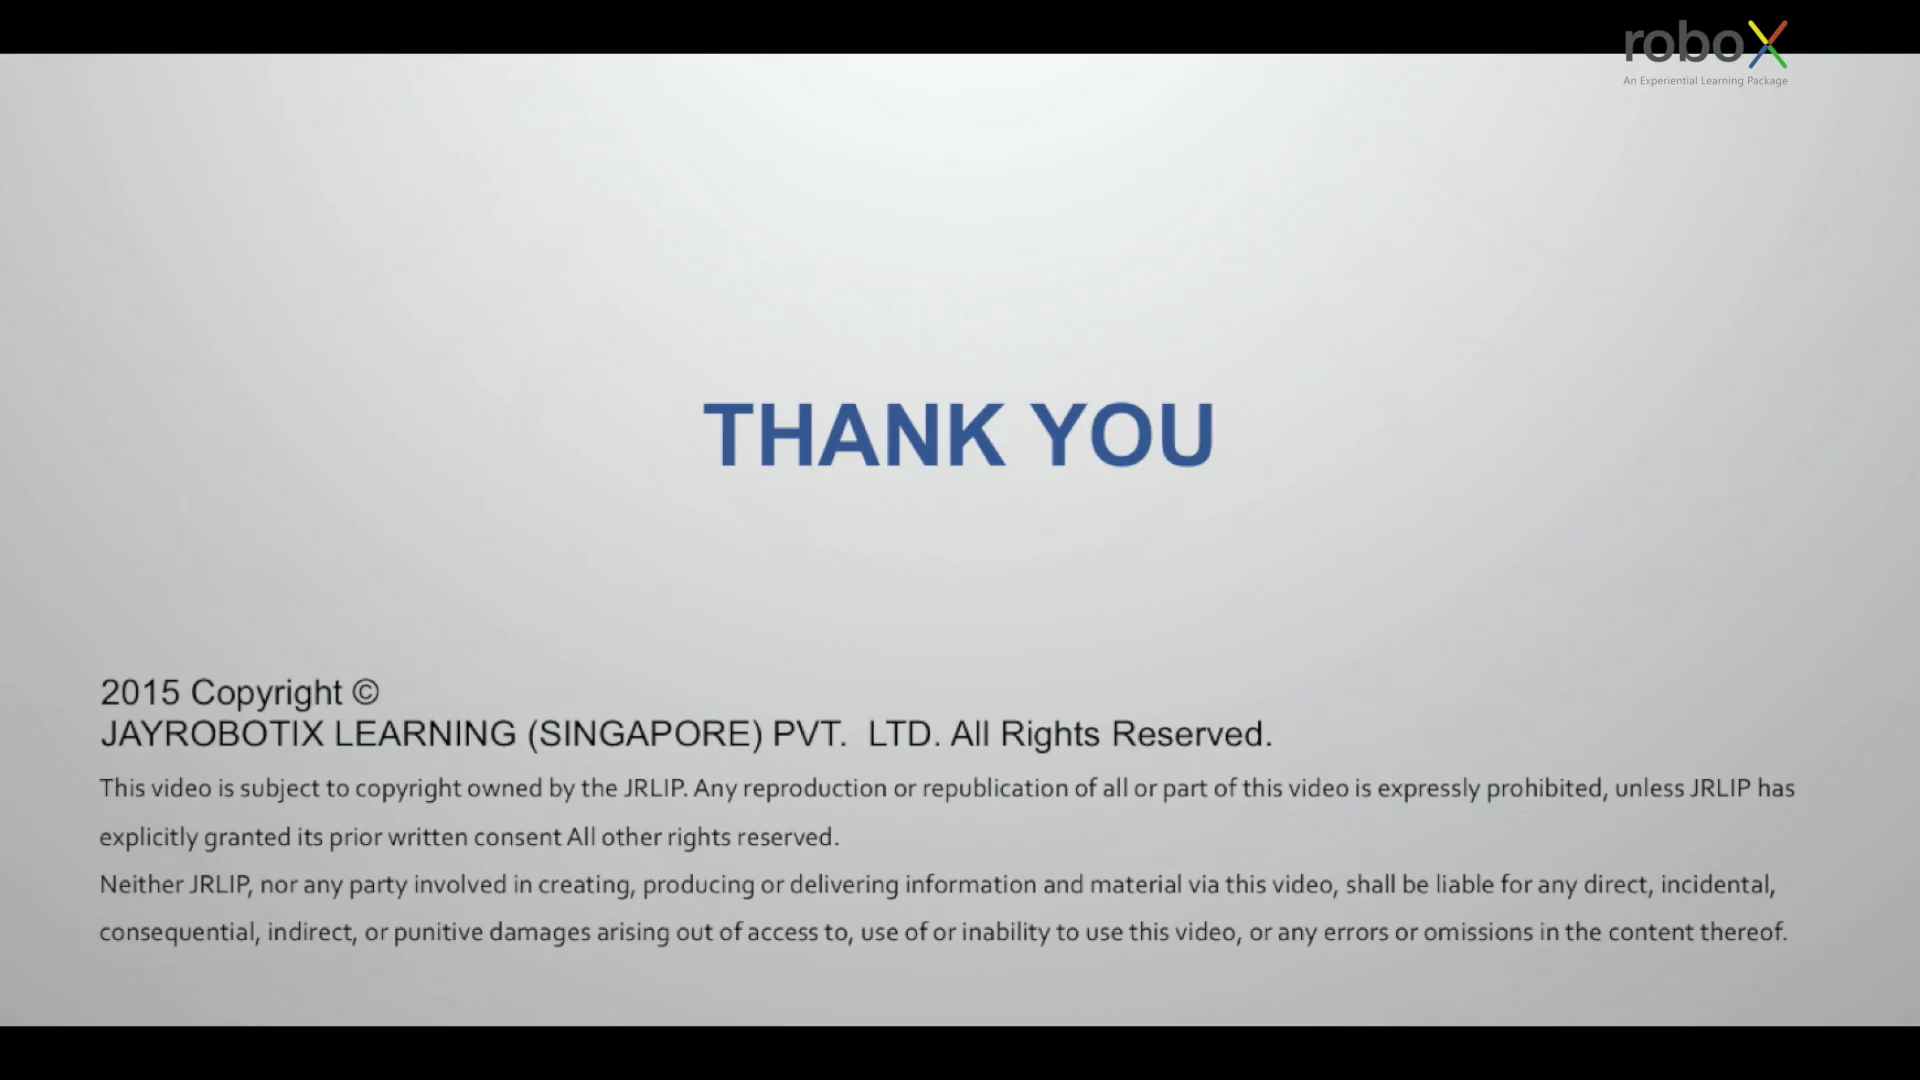 roboX
An Experiential Learning Package
THANK YOU
2015 Copyright ©
JAYROBOTIX LEARNING (SINGAPORE) PVT.  LTD. All Rights Reserved.
This video is subject to copyright owned by the JRLIP. Any reproduction or republication of all or part of this video is expressly prohibited, unless JRLIP has
explicitly granted its prior written consent All other rights reserved.
Neither JRLIP, nor any party involved in creating, producing or delivering information and material via this video, shall be liable for any direct, incidental,
consequential, indirect, or punitive damages arising out of access to, use of or inability to use this video, or any errors or omissions in the content thereof.